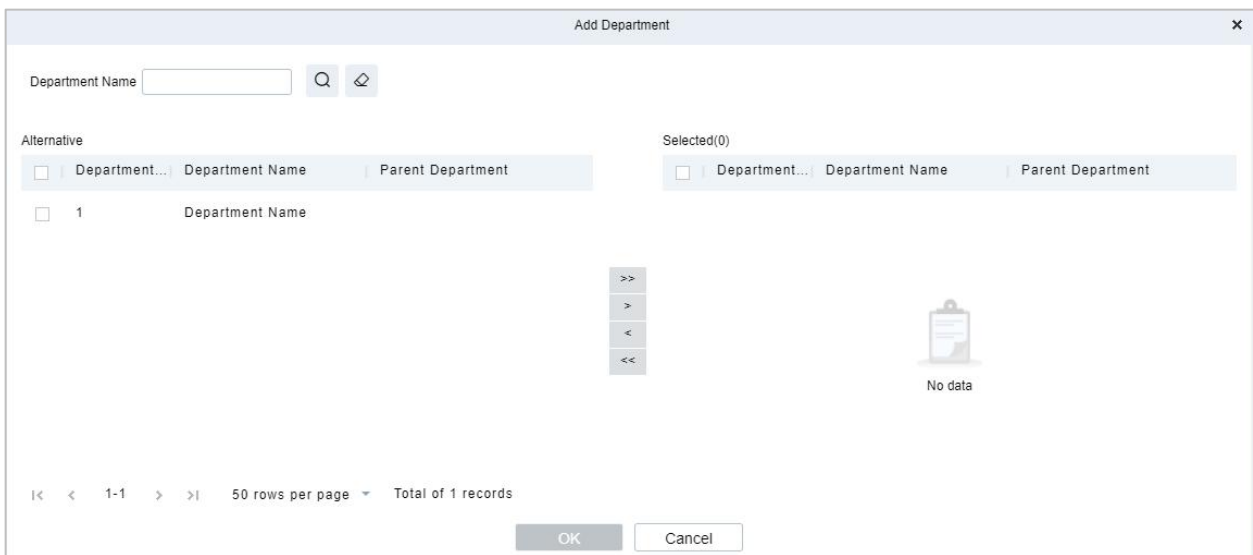 Add Department
Department Name
Alternative
Department... Department Name Parent Department
1 Department Name
Selected(0)
Department... Department Name Parent Department
>>
>
<
<<
No data
|< < 1-1 > >| 50 rows per page Total of 1 records
OK Cancel